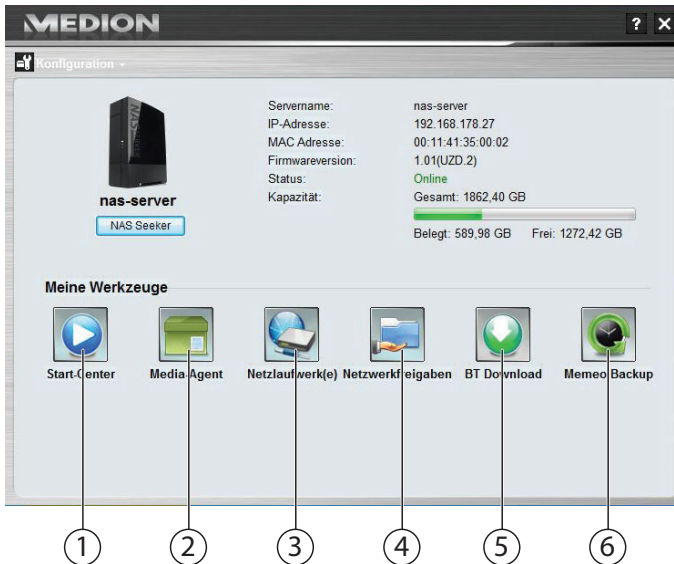 MEDION
? X
Konfiguration
Servername: nas-server
IP-Adresse: 192.168.178.27
MAC Adresse: 00:11:41:35:00:02
Firmwareversion: 1.01(UZD.2)
Status: Online
Kapazität: Gesamt: 1862,40 GB
Belegt: 589,98 GB Frei: 1272,42 GB
nas-server
NAS Seeker
Meine Werkzeuge
Start-Center Media-Agent Netzlaufwerk(e) Netzwerkfreigaben BT Download Memeo Backup
1 2 3 4 5 6